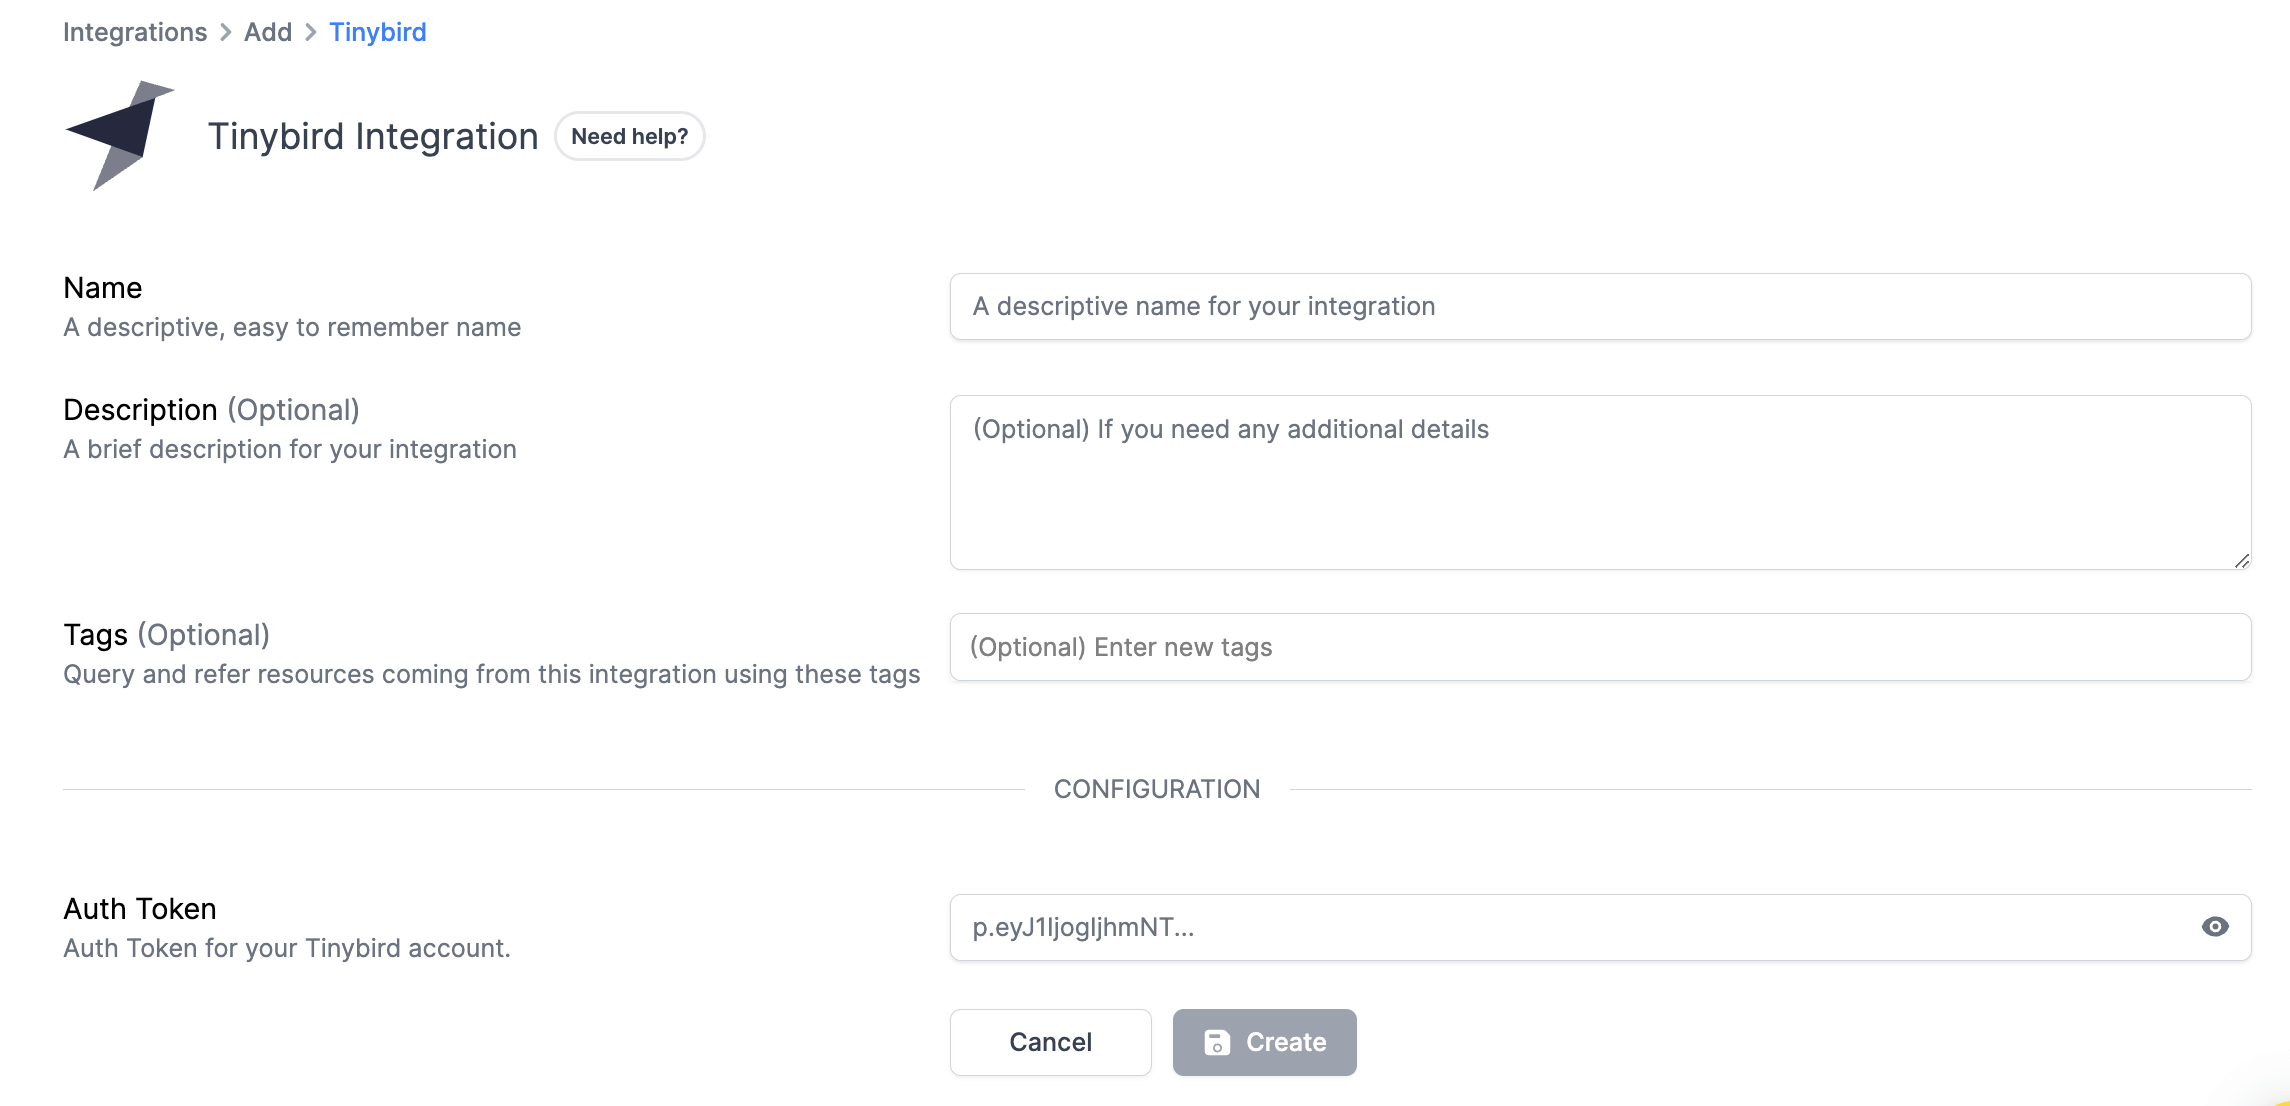 Integrations > Add > Tinybird
Tinybird Integration Need help?
Name
A descriptive, easy to remember name
A descriptive name for your integration
Description (Optional)
A brief description for your integration
(Optional) If you need any additional details
Tags (Optional)
Query and refer resources coming from this integration using these tags
(Optional) Enter new tags
CONFIGURATION
Auth Token
Auth Token for your Tinybird account.
p.eyJ1IjogIjhmNT...
Cancel Create